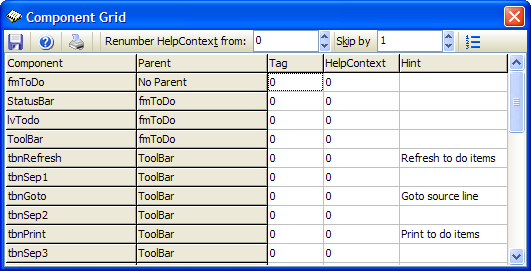 Component Grid
Renumber HelpContext from: 0 Skip by 1
Component Parent Tag HelpContext Hint
fmToDo No Parent 0 0
StatusBar fmToDo 0 0
lvTodo fmToDo 0 0
ToolBar fmToDo 0 0
tbnRefresh ToolBar 0 0 Refresh to do items
tbnSep1 ToolBar 0 0
tbnGoto ToolBar 0 0 Goto source line
tbnSep2 ToolBar 0 0
tbnPrint ToolBar 0 0 Print to do items
tbnSep3 ToolBar 0 0